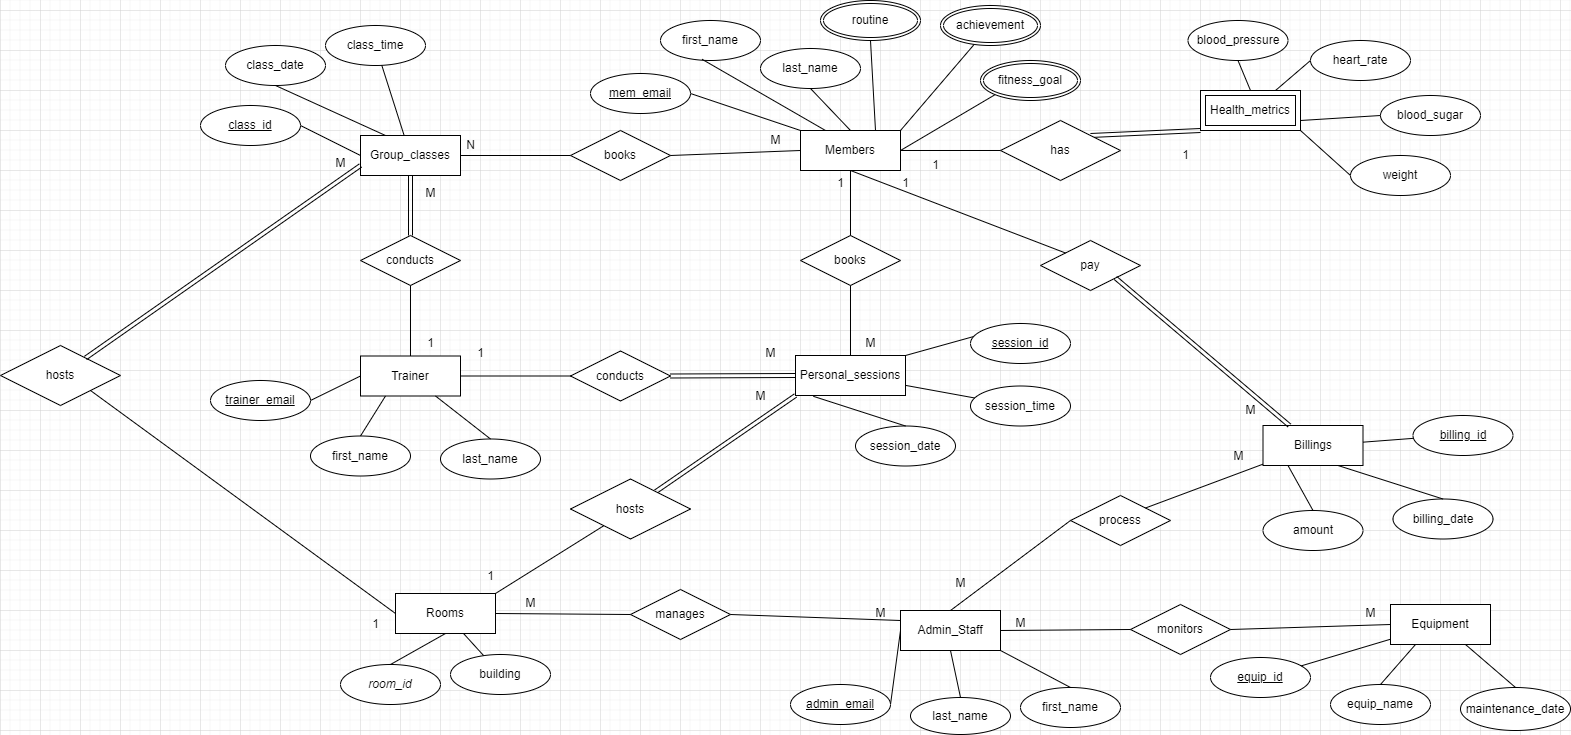 routine
achievement
class_time
first_name
blood_pressure
class_date
last_name
heart_rate
mem_email
fitness_goal
Health_metrics
blood_sugar
class_id
Group_classes
N
books
M
Members
has
M
1
1
weight
M
1
1
conducts
books
pay
1
1
M
session_id
hosts
Trainer
conducts
M
Personal_sessions
trainer_email
M
session_time
M
first_name
last_name
session_date
billing_id
Billings
M
hosts
process
amount
billing_date
1
M
Rooms
M
manages
M
Admin_Staff
M
monitors
M
Equipment
1
room_id
building
equip_id
admin_email
last_name
first_name
equip_name
maintenance_date